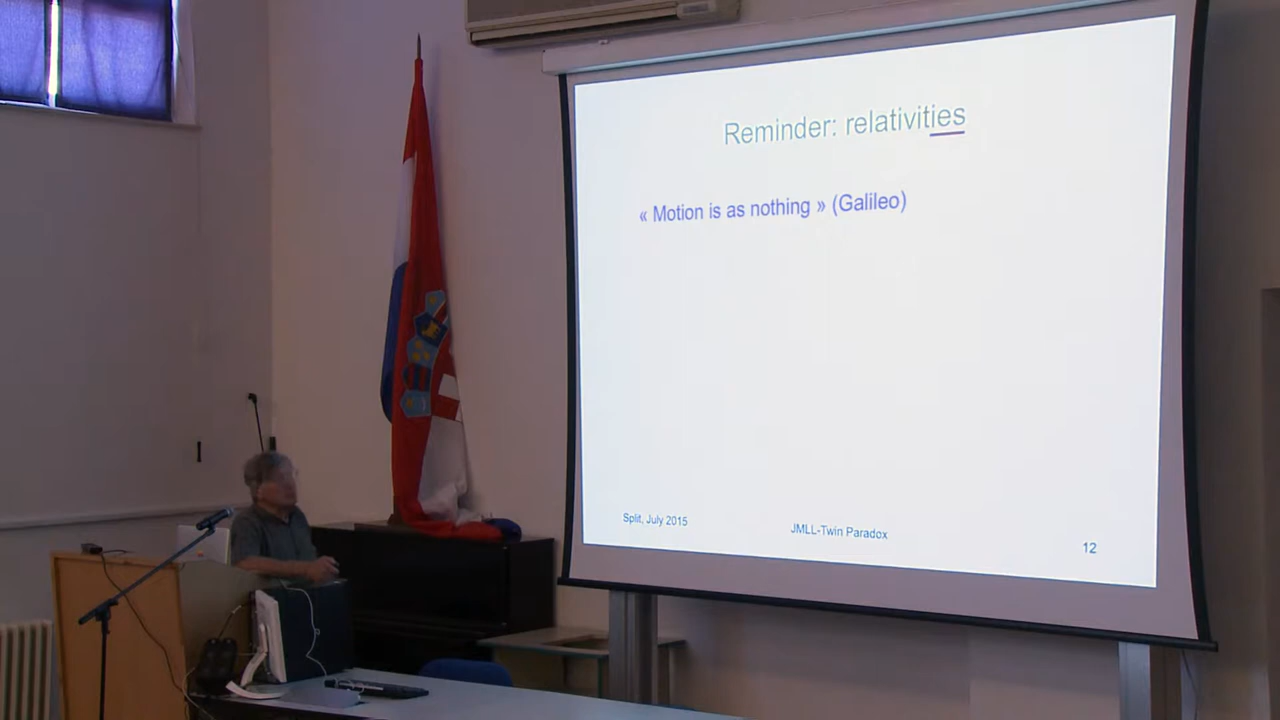 Reminder: relativities
« Motion is as nothing » (Galileo)
Split, July 2015
JMLL-Twin Paradox
12